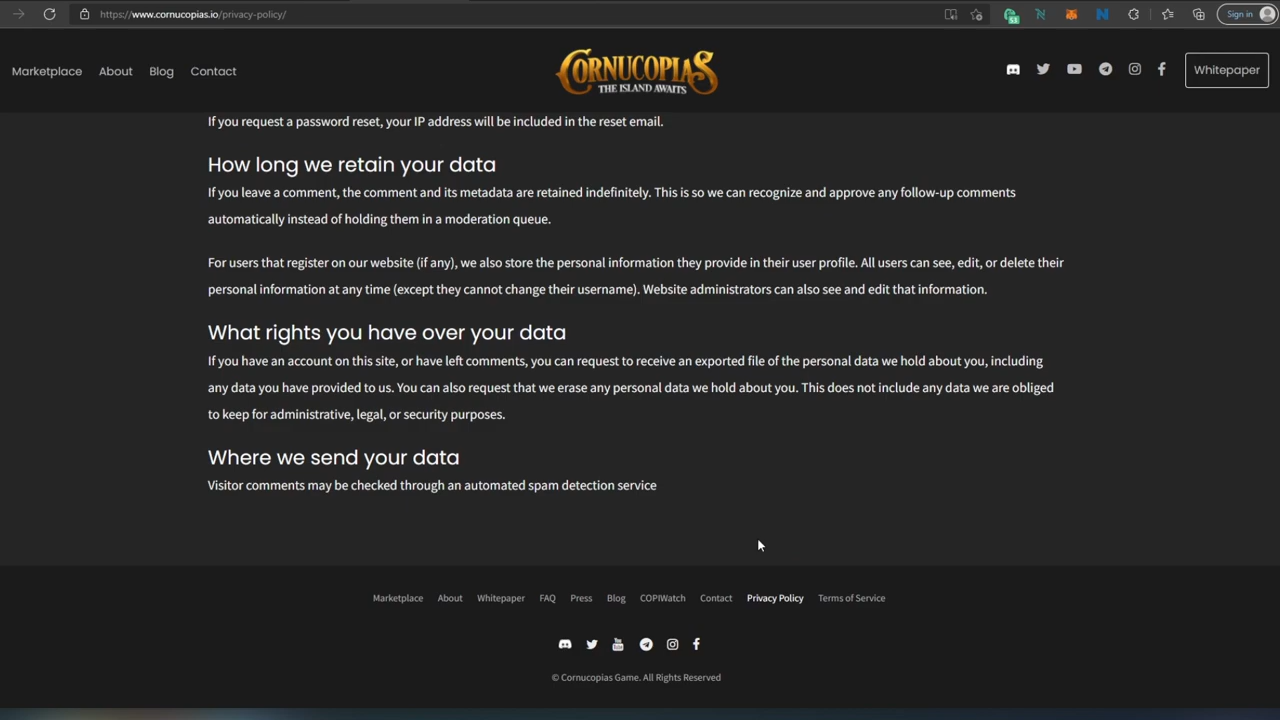 https://www.cornucopias.io/privacy-policy/
53
Sign in
Marketplace About Blog Contact
CORNUCOPIAS
THE ISLAND AWAITS
Whitepaper
If you request a password reset, your IP address will be included in the reset email.
How long we retain your data
If you leave a comment, the comment and its metadata are retained indefinitely. This is so we can recognize and approve any follow-up comments
automatically instead of holding them in a moderation queue.
For users that register on our website (if any), we also store the personal information they provide in their user profile. All users can see, edit, or delete their
personal information at any time (except they cannot change their username). Website administrators can also see and edit that information.
What rights you have over your data
If you have an account on this site, or have left comments, you can request to receive an exported file of the personal data we hold about you, including
any data you have provided to us. You can also request that we erase any personal data we hold about you. This does not include any data we are obliged
to keep for administrative, legal, or security purposes.
Where we send your data
Visitor comments may be checked through an automated spam detection service
Marketplace About Whitepaper FAQ Press Blog COPIWatch Contact Privacy Policy Terms of Service
© Cornucopias Game. All Rights Reserved